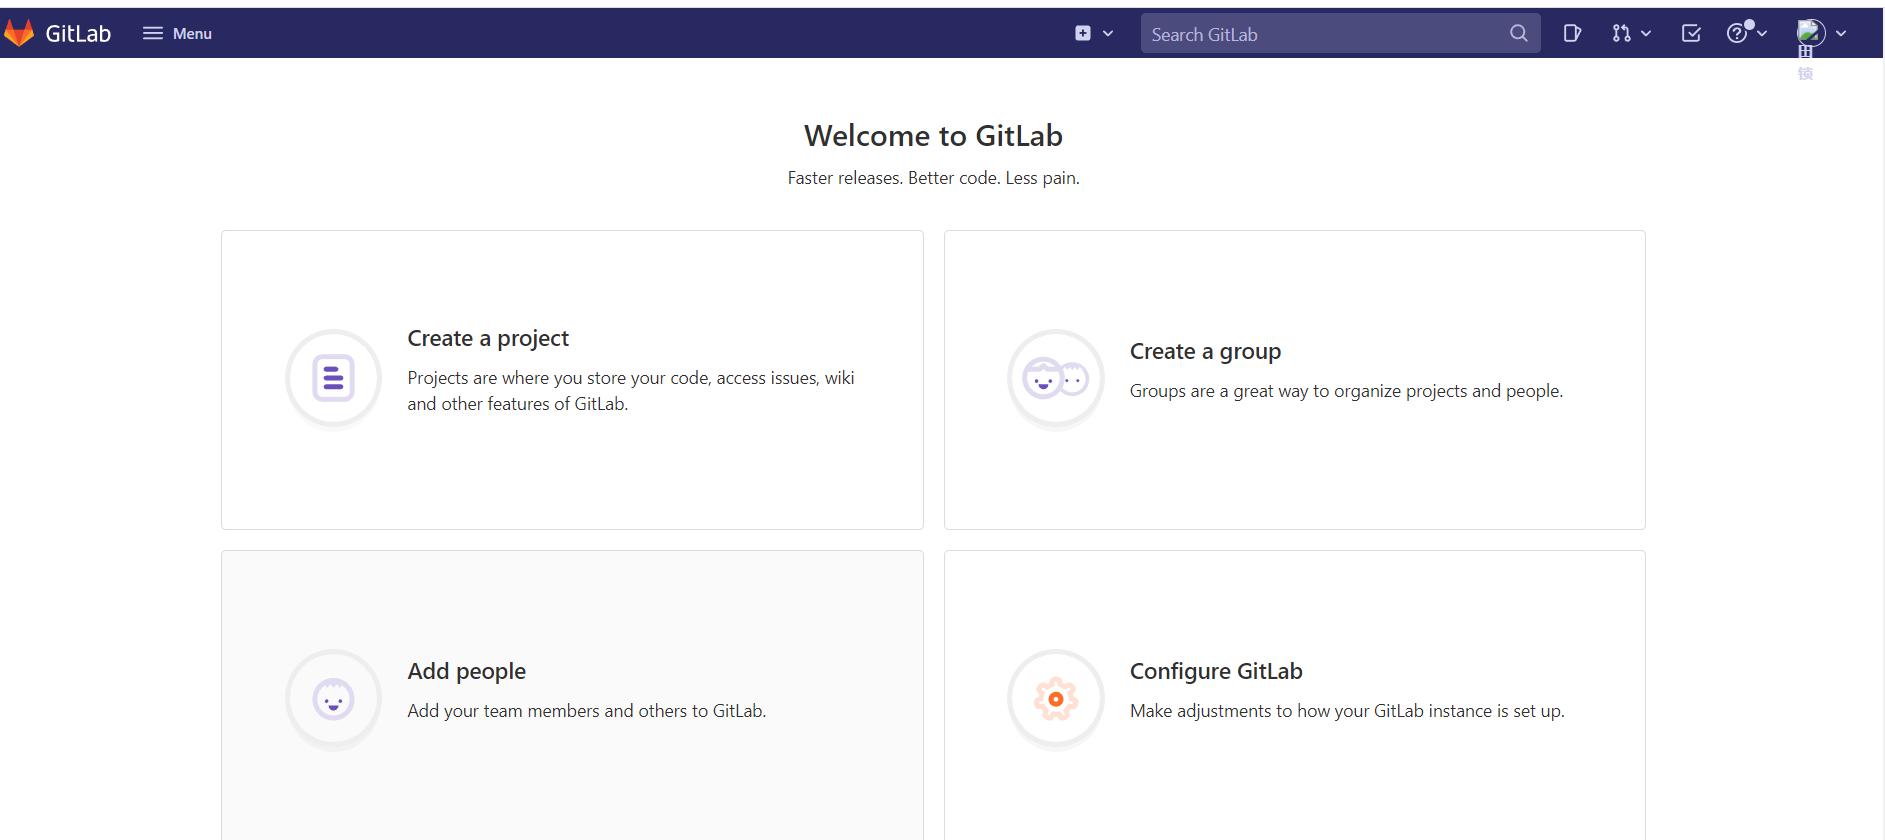 GitLab
Menu
Search GitLab
田
锁
Welcome to GitLab
Faster releases. Better code. Less pain.
Create a project
Projects are where you store your code, access issues, wiki
and other features of GitLab.
Create a group
Groups are a great way to organize projects and people.
Add people
Add your team members and others to GitLab.
Configure GitLab
Make adjustments to how your GitLab instance is set up.